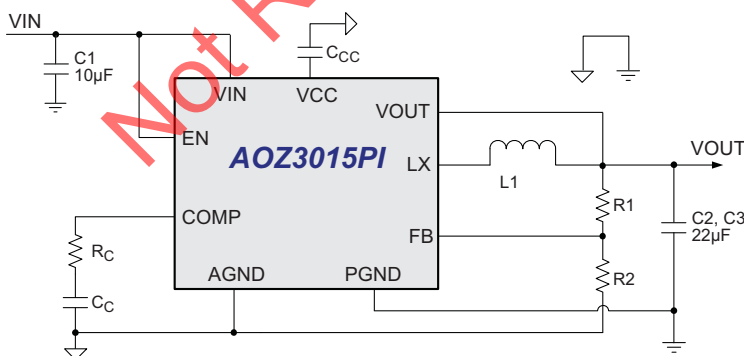 VIN
C1
10µF
CCC
VIN
VCC
EN
AOZ3015PI
VOUT
LX
L1
VOUT
COMP
FB
R1
C2, C3
22µF
RC
CC
AGND
PGND
R2
Not R